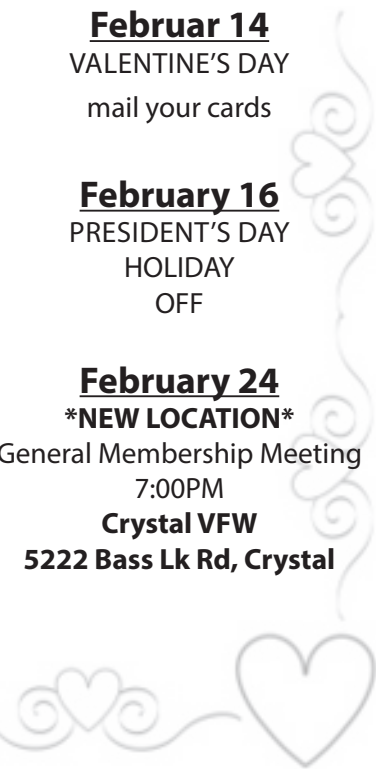 Februar 14
VALENTINE’S DAY
mail your cards
February 16
PRESIDENT’S DAY
HOLIDAY
OFF
February 24
*NEW LOCATION*
General Membership Meeting
7:00PM
Crystal VFW
5222 Bass Lk Rd, Crystal